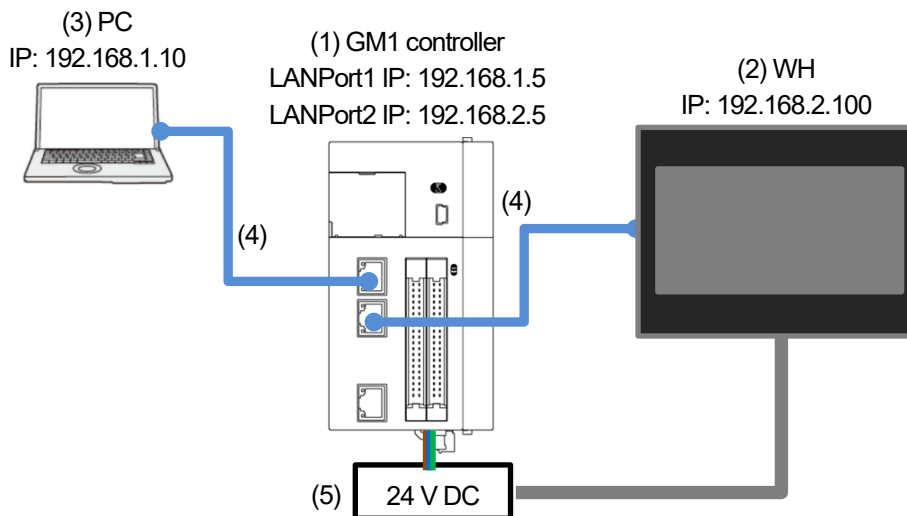 (3) PC
IP: 192.168.1.10
(1) GM1 controller
LANPort1 IP: 192.168.1.5
LANPort2 IP: 192.168.2.5
(2) WH
IP: 192.168.2.100
(4)
(4)
(5)
24 V DC